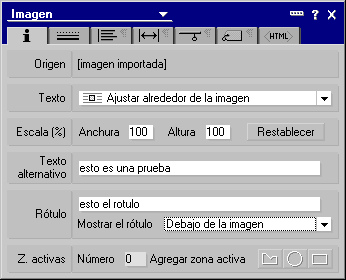 Imagen
? ×
i ¶ ¶ ¶ <HTML>
Origen [imagen importada]
Texto Ajustar alrededor de la imagen
Escala (%) Anchura 100 Altura 100 Restablecer
Texto
alternativo esto es una prueba
esto el rotulo
Rótulo
Mostrar el rótulo Debajo de la imagen
Z. activas Número 0 Agregar zona activa